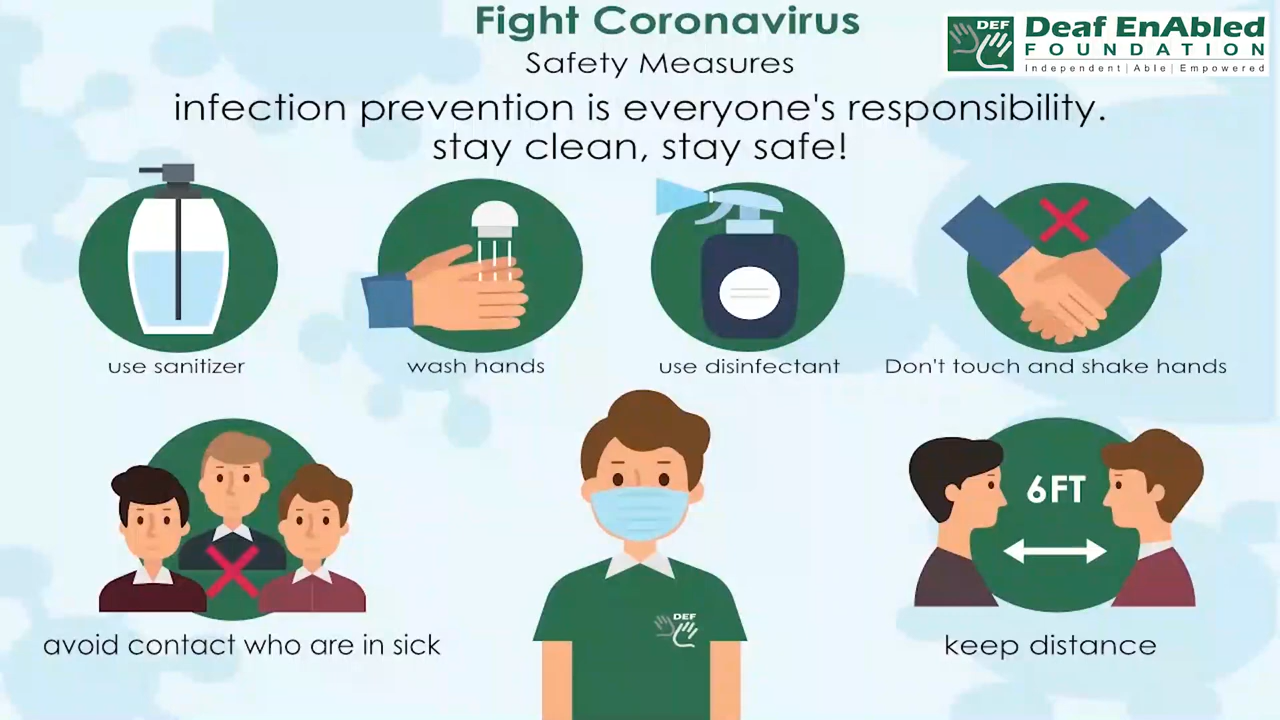 Fight Coronavirus
Safety Measures
DEF
Deaf EnAbled
FOUNDATION
Independent | Able | Empowered
infection prevention is everyone's responsibility.
stay clean, stay safe!
use sanitizer
wash hands
use disinfectant
Don't touch and shake hands
6FT
DEF
avoid contact who are in sick
keep distance